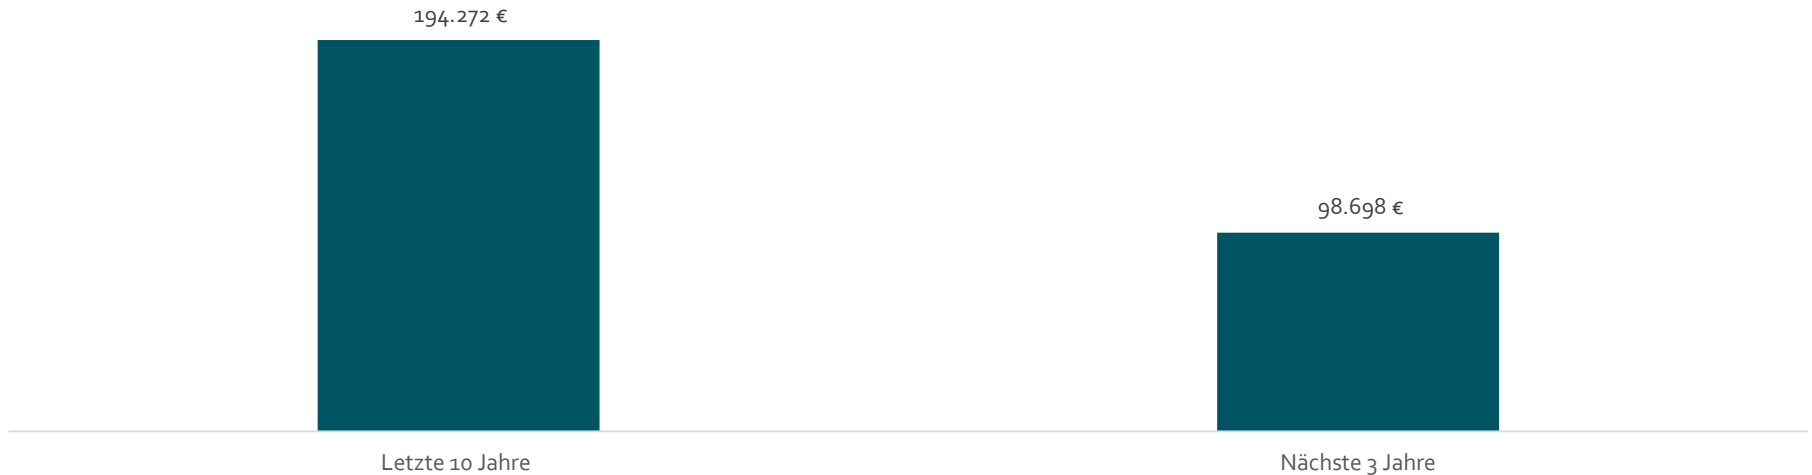 194.272 €
98.698 €
Letzte 10 Jahre
Nächste 3 Jahre